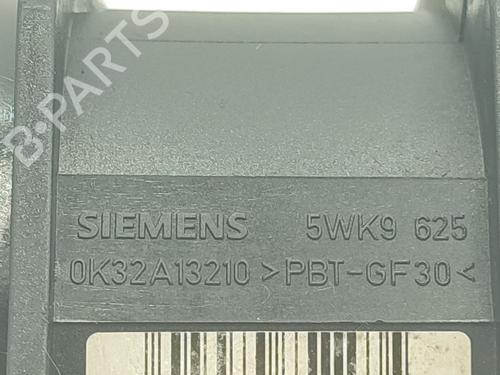 B-PARTS
SIEMENS 5WK9 625
0K32A13210 >PBT-GF30<